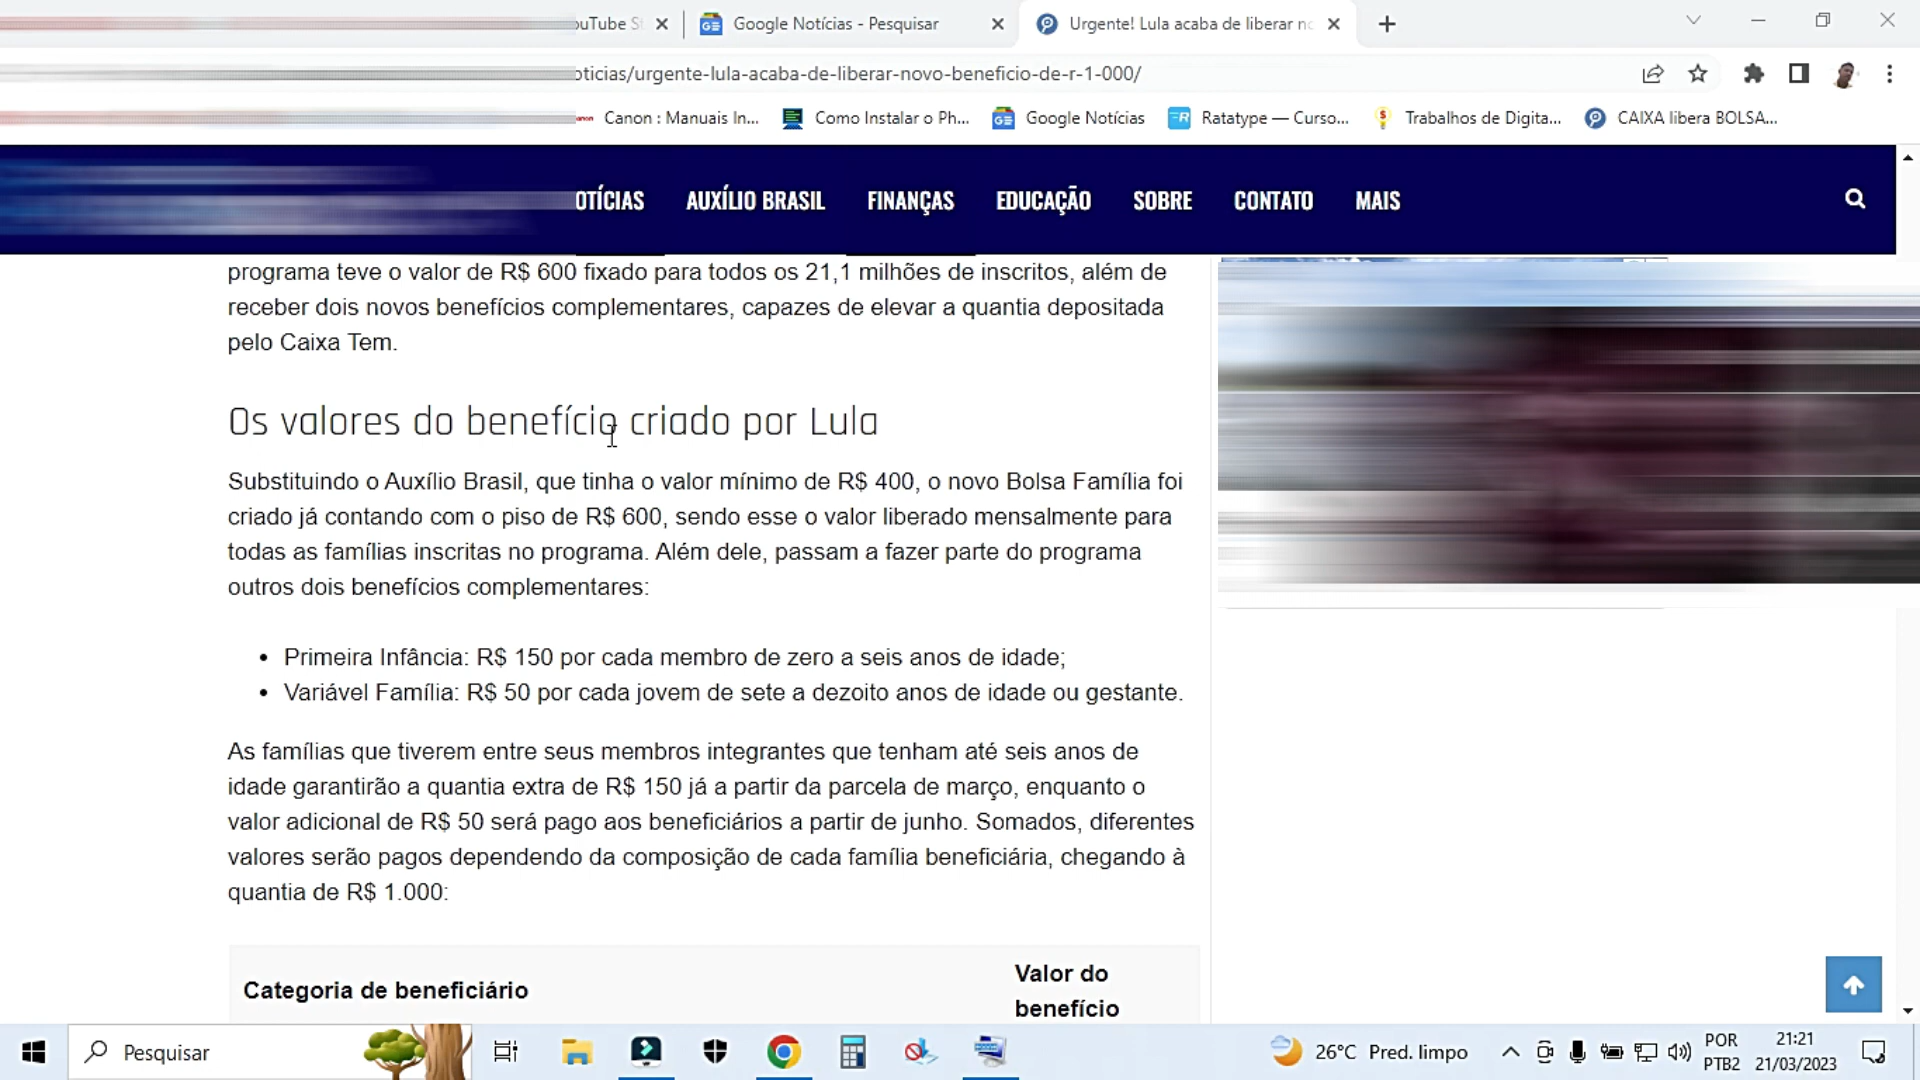 Google Notícias - Pesquisar
Urgente! Lula acaba de liberar
oticias/urgente-lula-acaba-de-liberar-novo-beneficio-de-r-1-000/
Canon : Manuais In... Como Instalar o Ph... Google Notícias Ratatype — Curso... Trabalhos de Digita... CAIXA libera BOLSA...
OTÍCIAS AUXÍLIO BRASIL FINANÇAS EDUCAÇÃO SOBRE CONTATO MAIS
programa teve o valor de R$ 600 fixado para todos os 21,1 milhões de inscritos, além de
receber dois novos benefícios complementares, capazes de elevar a quantia depositada
pelo Caixa Tem.
Os valores do benefício criado por Lula
Substituindo o Auxílio Brasil, que tinha o valor mínimo de R$ 400, o novo Bolsa Família foi
criado já contando com o piso de R$ 600, sendo esse o valor liberado mensalmente para
todas as famílias inscritas no programa. Além dele, passam a fazer parte do programa
outros dois benefícios complementares:
• Primeira Infância: R$ 150 por cada membro de zero a seis anos de idade;
• Variável Família: R$ 50 por cada jovem de sete a dezoito anos de idade ou gestante.
As famílias que tiverem entre seus membros integrantes que tenham até seis anos de
idade garantirão a quantia extra de R$ 150 já a partir da parcela de março, enquanto o
valor adicional de R$ 50 será pago aos beneficiários a partir de junho. Somados, diferentes
valores serão pagos dependendo da composição de cada família beneficiária, chegando à
quantia de R$ 1.000:
Categoria de beneficiário
Valor do
benefício
Pesquisar
26°C Pred. limpo
POR
PTB2
21:21
21/03/2023